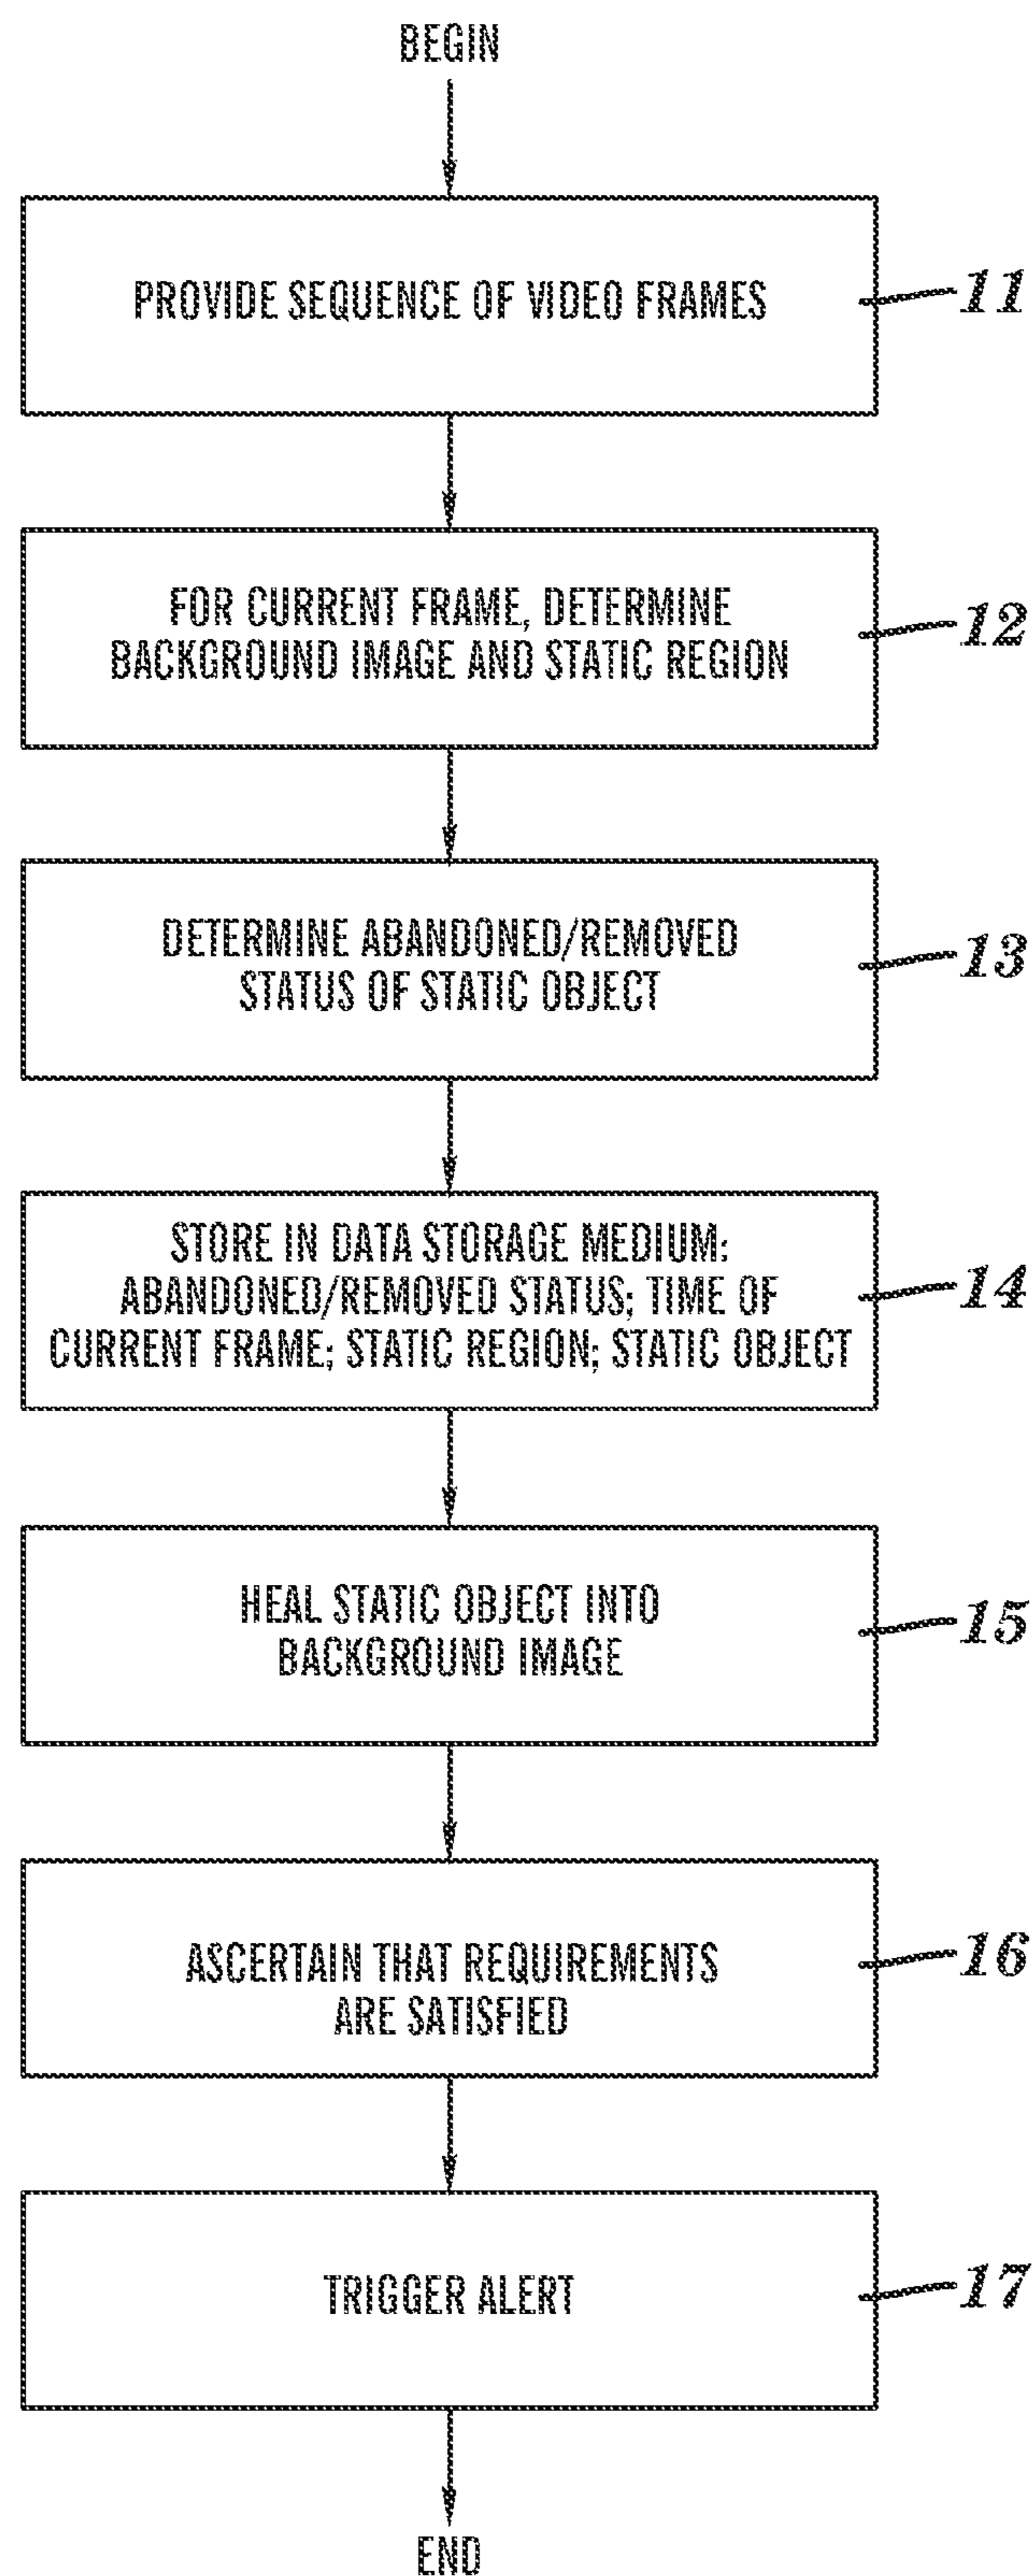 BEGIN
PROVIDE SEQUENCE OF VIDEO FRAMES
11
FOR CURRENT FRAME, DETERMINE
BACKGROUND IMAGE AND STATIC REGION
12
DETERMINE ABANDONED/REMOVED
STATUS OF STATIC OBJECT
13
STORE IN DATA STORAGE MEDIUM:
ABANDONED/REMOVED STATUS; TIME OF
CURRENT FRAME; STATIC REGION; STATIC OBJECT
14
HEAL STATIC OBJECT INTO
BACKGROUND IMAGE
15
ASCERTAIN THAT REQUIREMENTS
ARE SATISFIED
16
TRIGGER ALERT
17
END